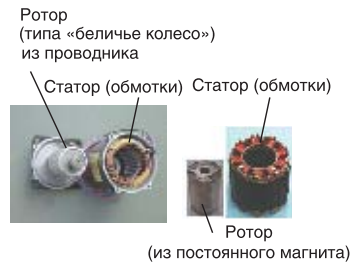 Ротор
(типа «беличье колесо»)
из проводника
Статор (обмотки)
Статор (обмотки)
Ротор
(из постоянного магнита)